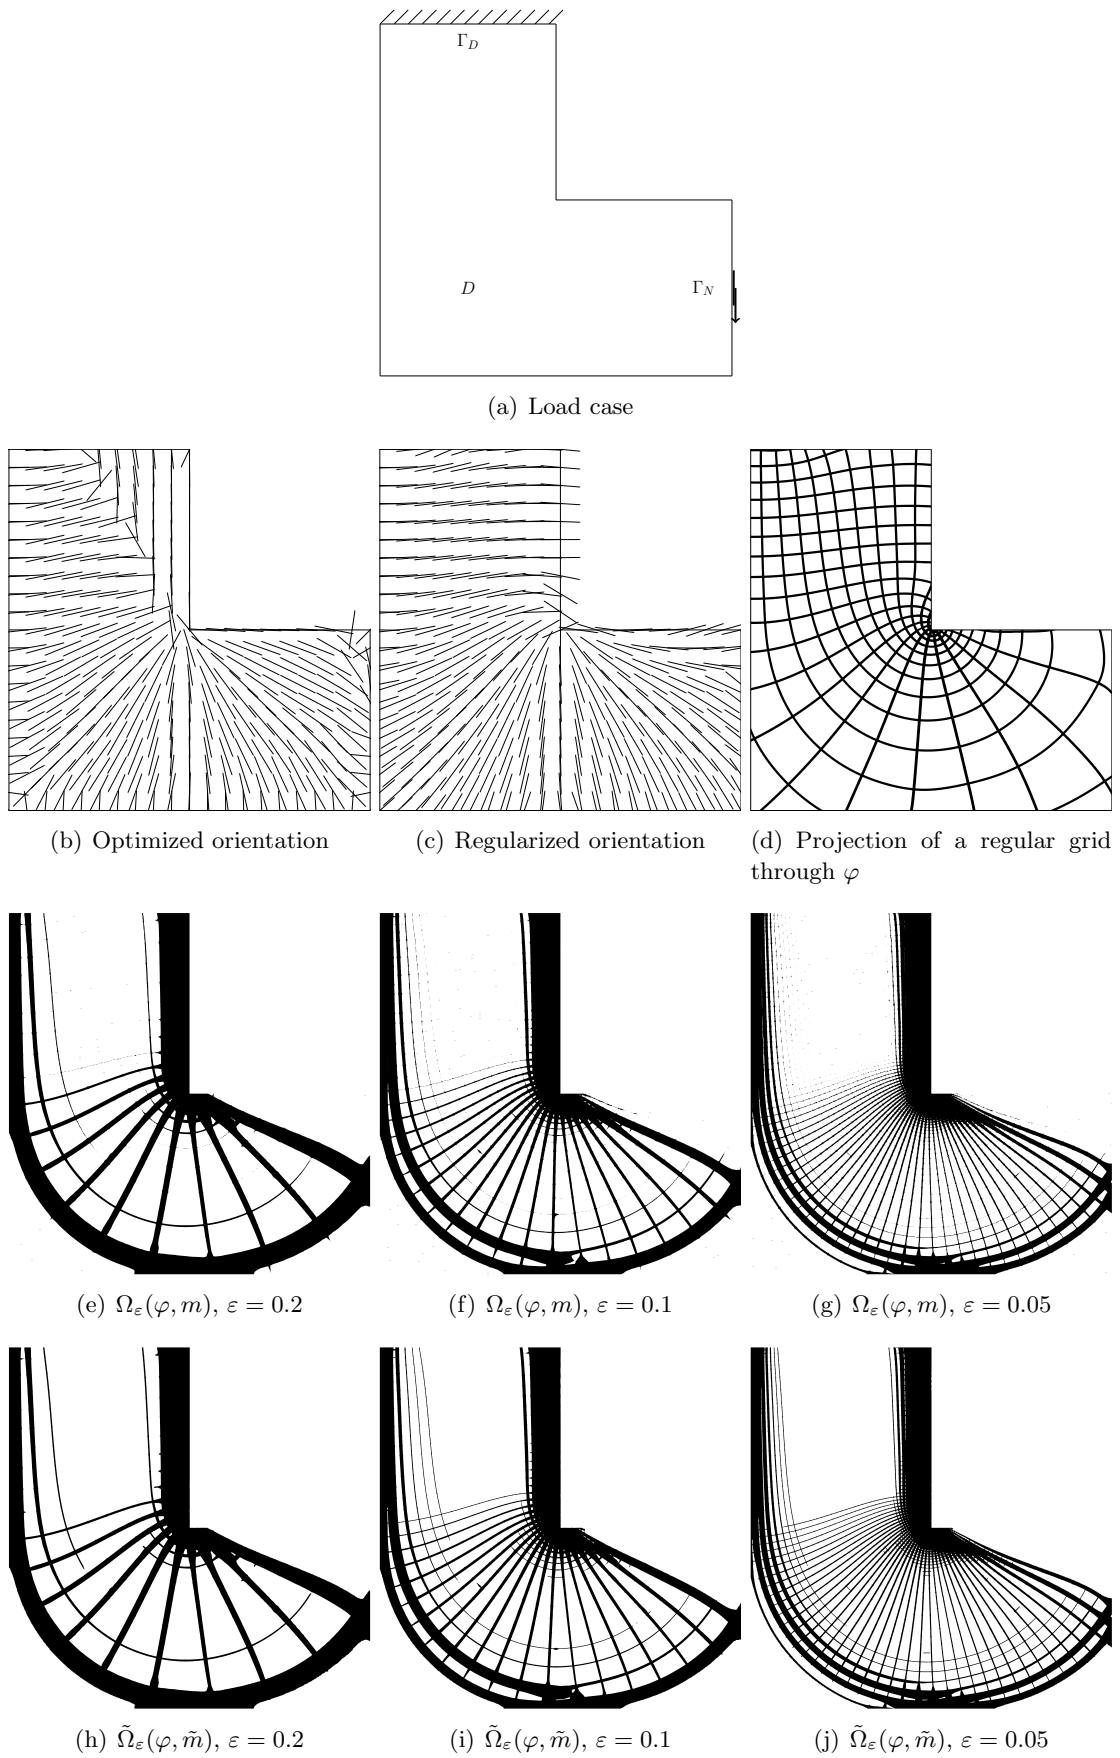 Γ_D
D
Γ_N
(a) Load case
(b) Optimized orientation
(c) Regularized orientation
(d) Projection of a regular grid
through φ
(e) Ω_ε(φ, m), ε = 0.2
(f) Ω_ε(φ, m), ε = 0.1
(g) Ω_ε(φ, m), ε = 0.05
(h) Ω̃_ε(φ, m̃), ε = 0.2
(i) Ω̃_ε(φ, m̃), ε = 0.1
(j) Ω̃_ε(φ, m̃), ε = 0.05